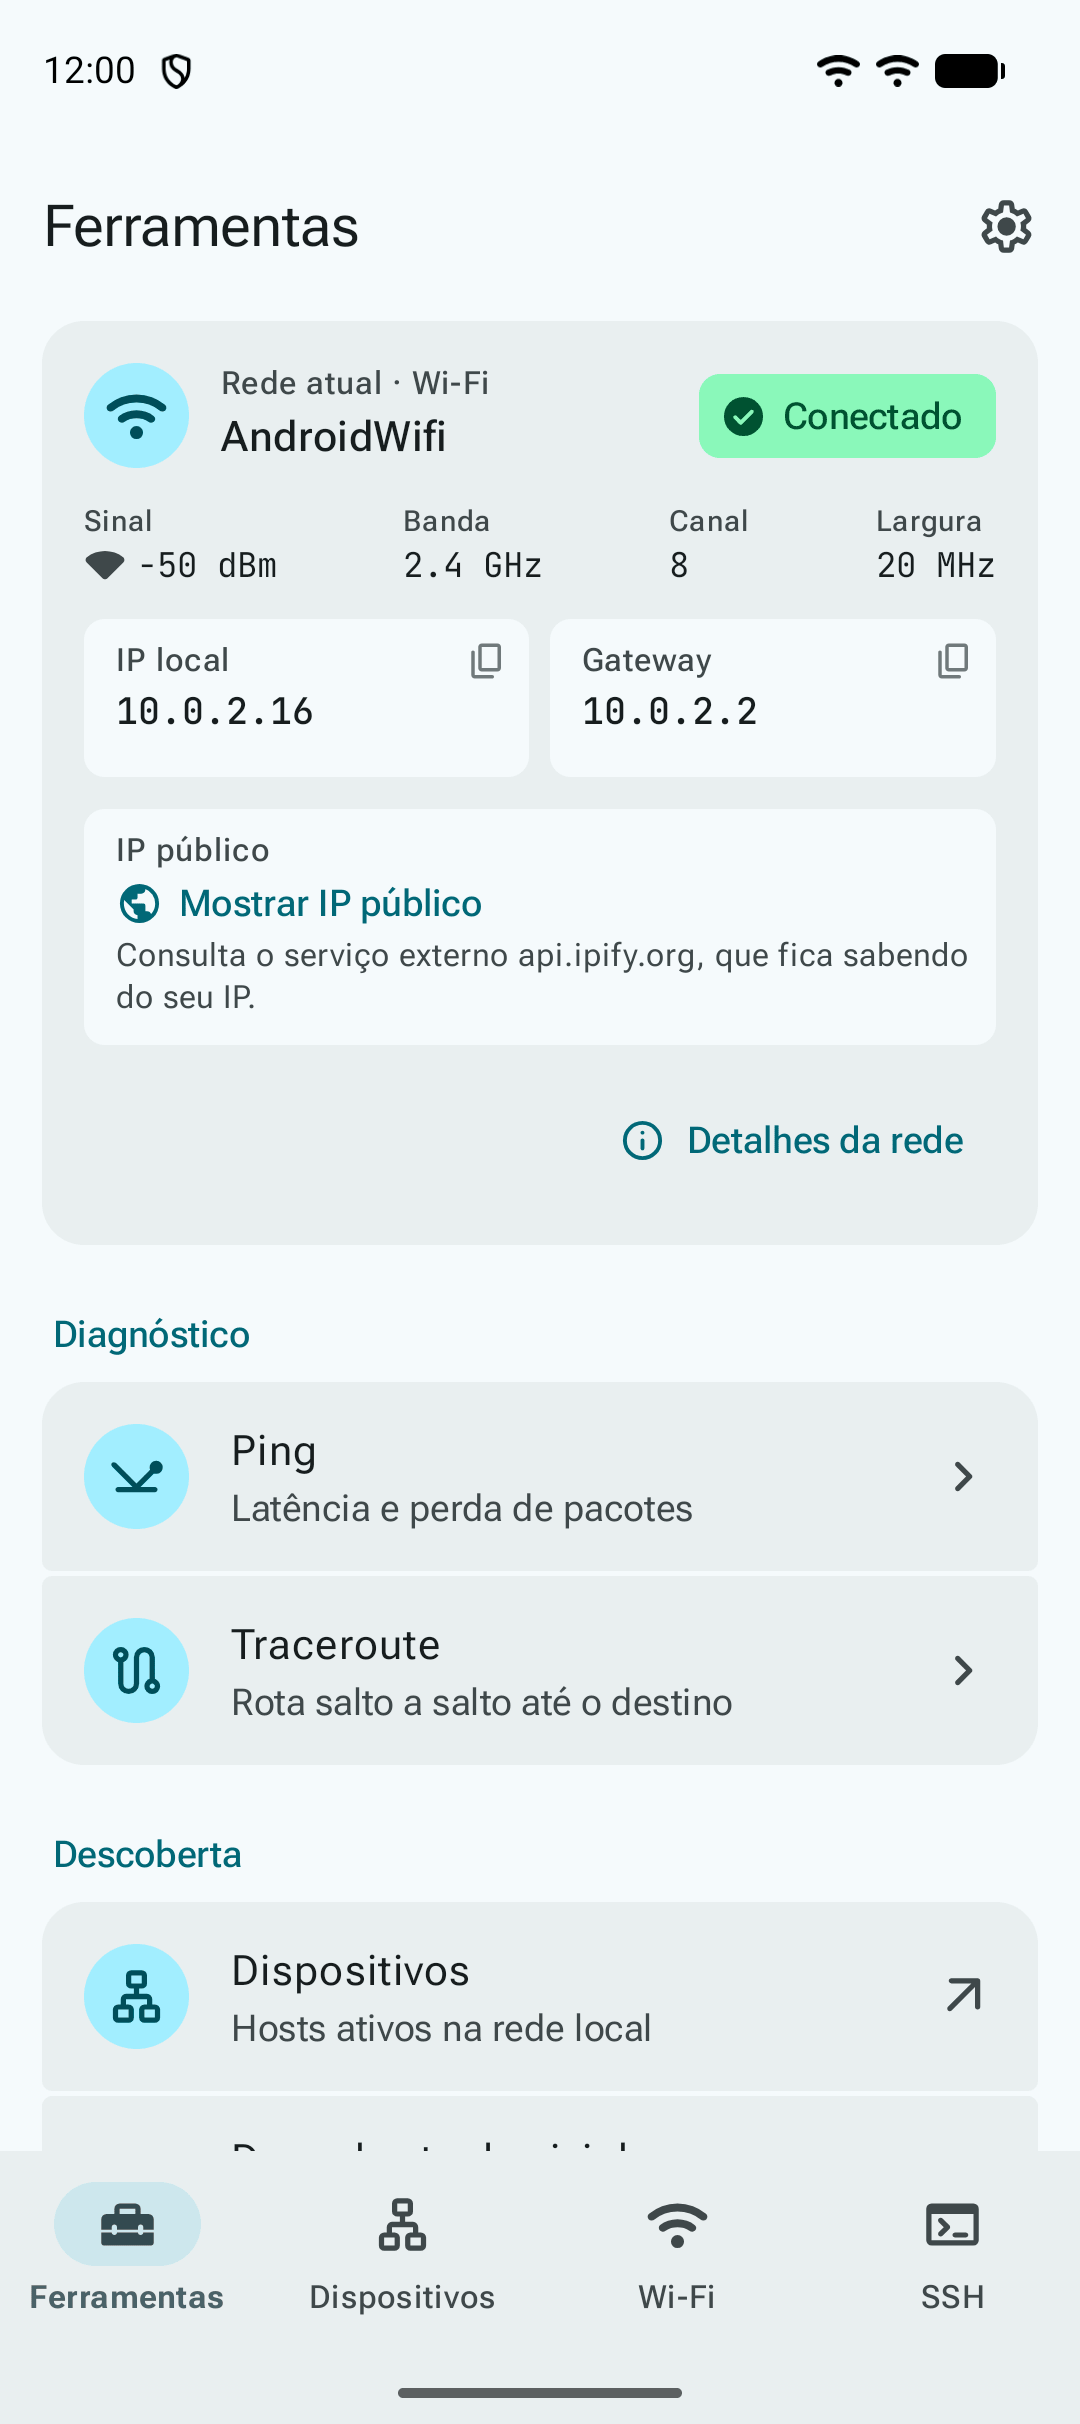 12:00
Ferramentas
Rede atual · Wi-Fi
AndroidWifi
Conectado
Sinal
Banda
Canal
Largura
-50 dBm
2.4 GHz
8
20 MHz
IP local
10.0.2.16
Gateway
10.0.2.2
IP público
Mostrar IP público
Consulta o serviço externo api.ipify.org, que fica sabendo
do seu IP.
Detalhes da rede
Diagnóstico
Ping
Latência e perda de pacotes
Traceroute
Rota salto a salto até o destino
Descoberta
Dispositivos
Hosts ativos na rede local
Ferramentas
Dispositivos
Wi-Fi
SSH